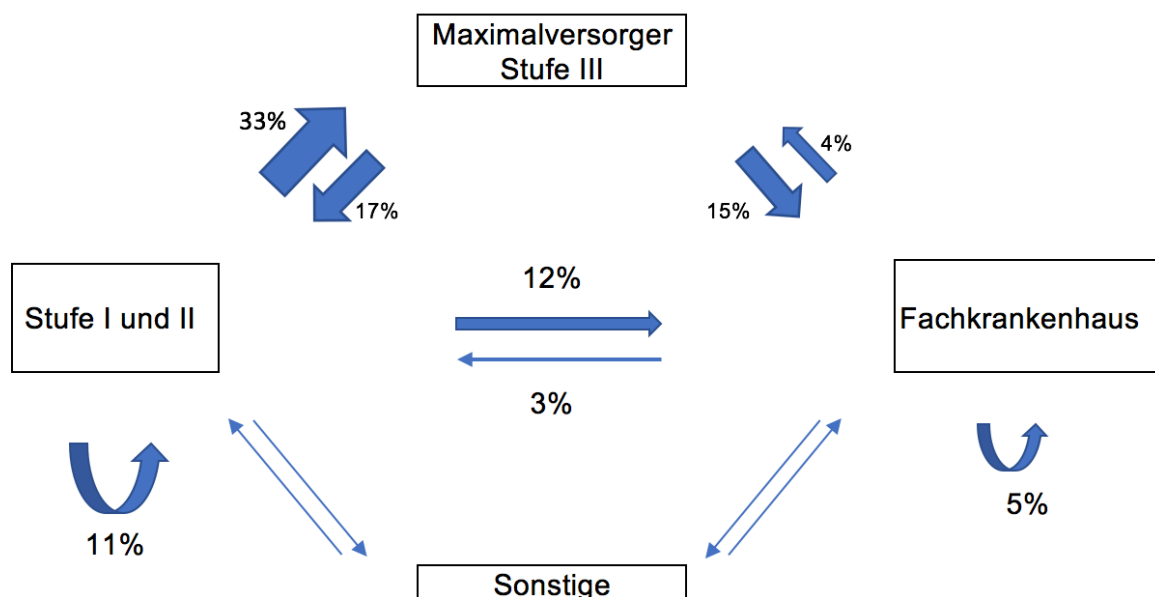 Maximalversorger
Stufe III
33%
4%
17%
15%
12%
Stufe I und II
Fachkrankenhaus
3%
5%
11%
Sonstige